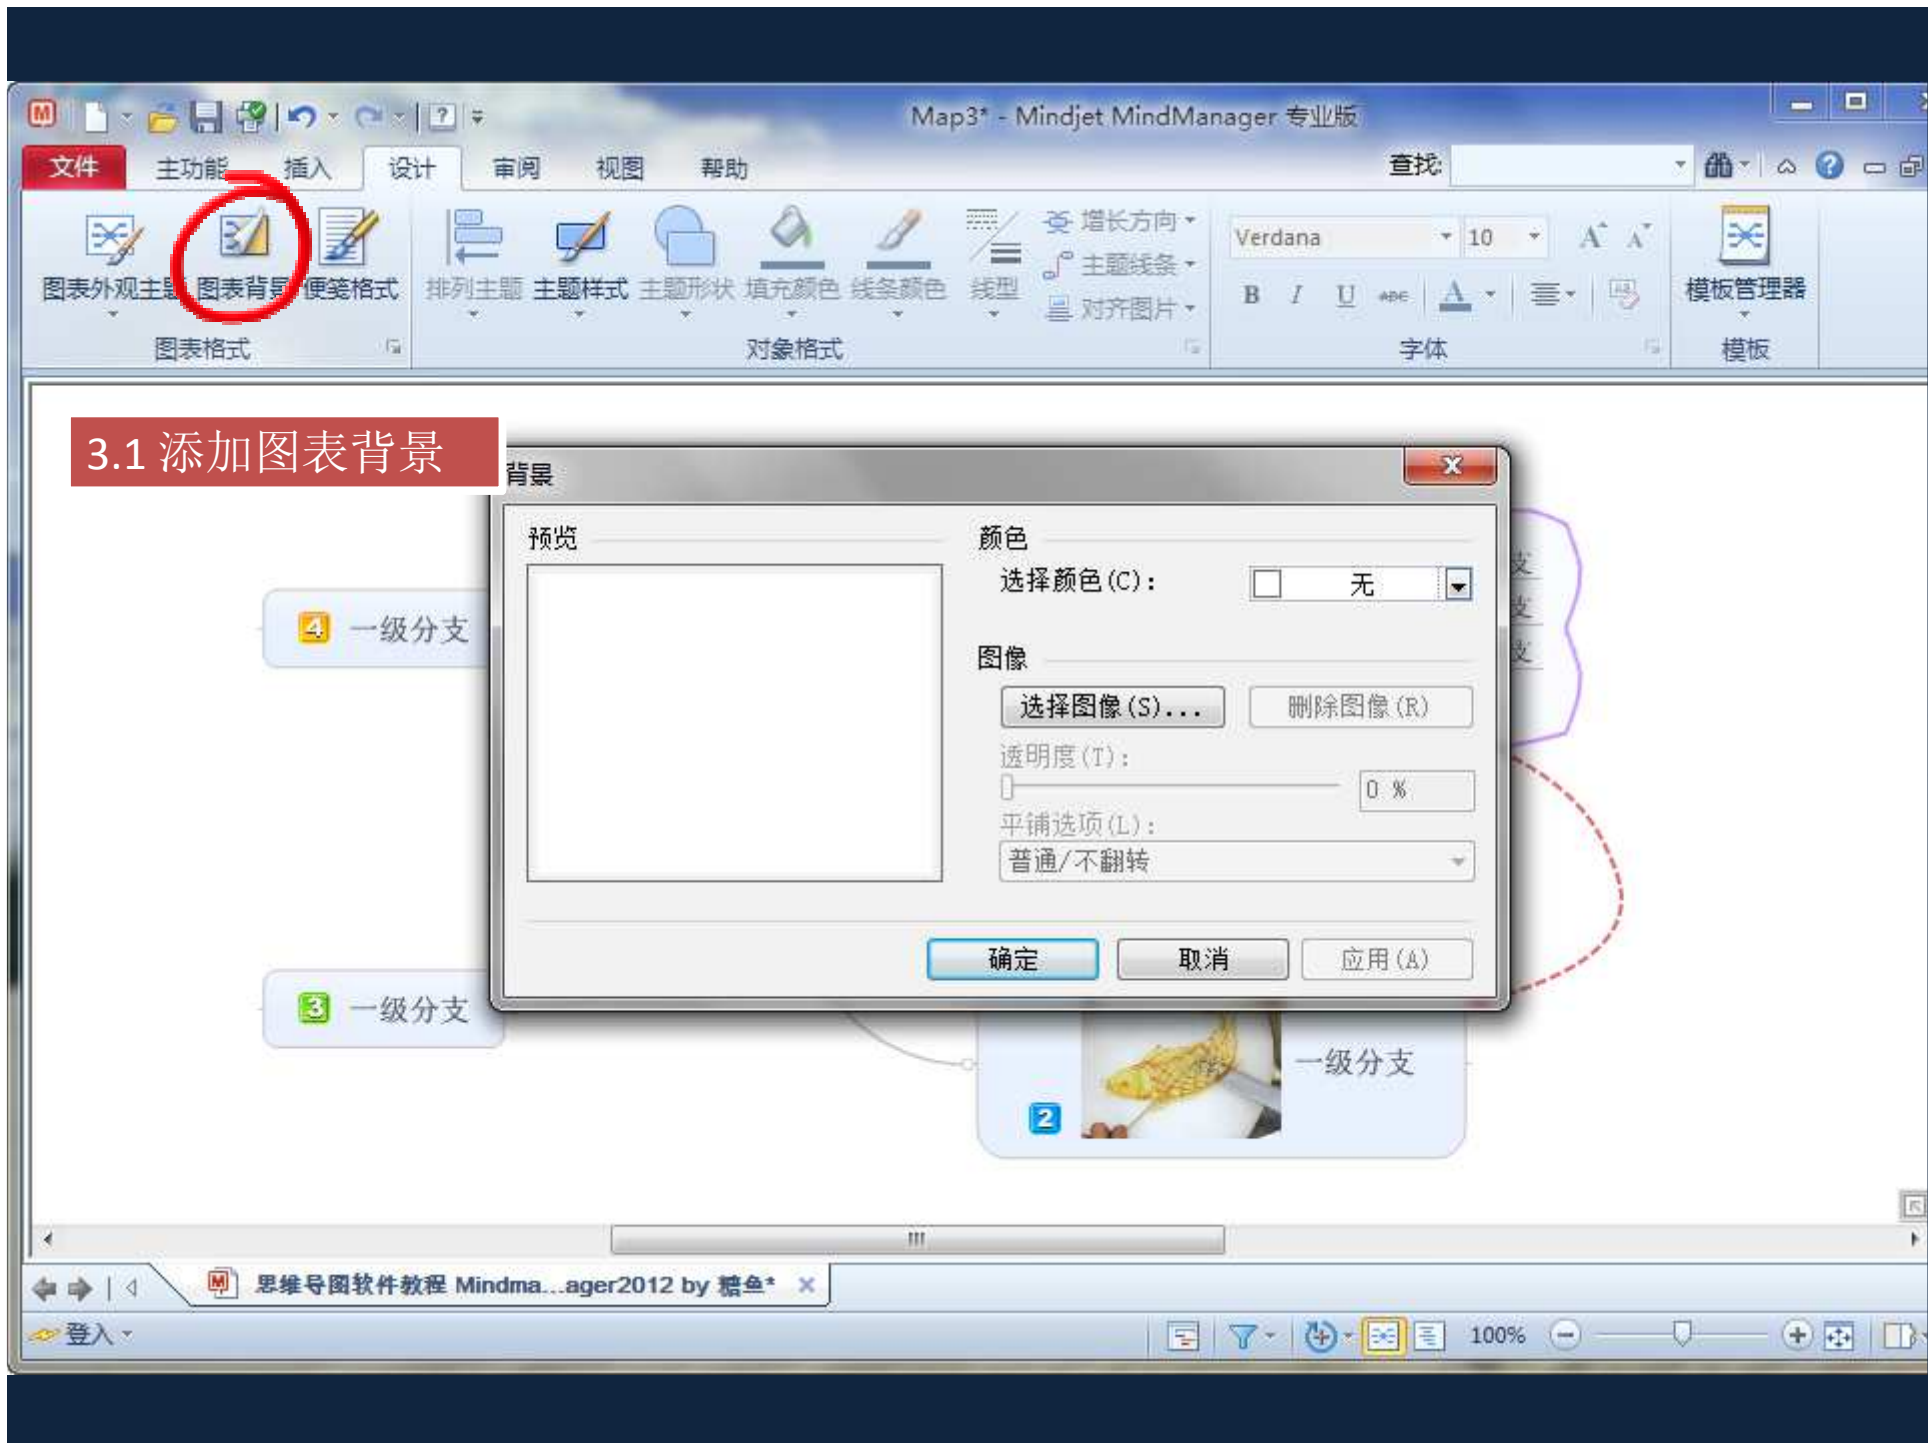 Map3* - Mindjet MindManager 专业版
文件 主功能 插入 设计 审阅 视图 帮助 查找:
图表外观主题 图表背景 便笺格式 排列主题 主题样式 主题形状 填充颜色 线条颜色 线型 模板管理器
增长方向
主题线条
对齐图片
Verdana 10
B I U abc A
图表格式 对象格式 字体 模板
3.1 添加图表背景
背景
预览
颜色
选择颜色(C): 无
图像
选择图像(S)... 删除图像(R)
透明度(T):
0 %
平铺选项(L):
普通/不翻转
确定 取消 应用(A)
4 一级分支
支
支
支
3 一级分支
2 一级分支
思维导图软件教程 Mindma...ager2012 by 糖鱼*
登入 100%